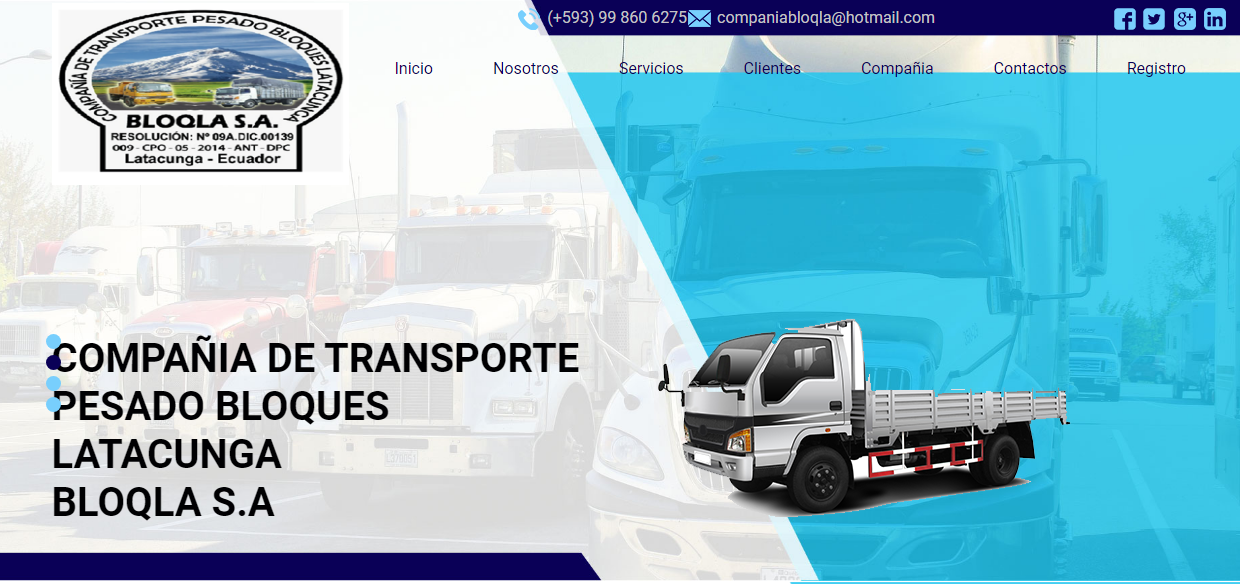 (+593) 99 860 6275
companiabloqla@hotmail.com
COMPAÑIA DE TRANSPORTE PESADO BLOQUES LATACUNGA
BLOQLA S.A.
RESOLUCIÓN: Nº 09A.DIC.00139
009 - CPO - 05 - 2014 - ANT - DPC
Latacunga - Ecuador
Inicio Nosotros Servicios Clientes Compañia Contactos Registro
COMPAÑIA DE TRANSPORTE
PESADO BLOQUES
LATACUNGA
BLOQLA S.A